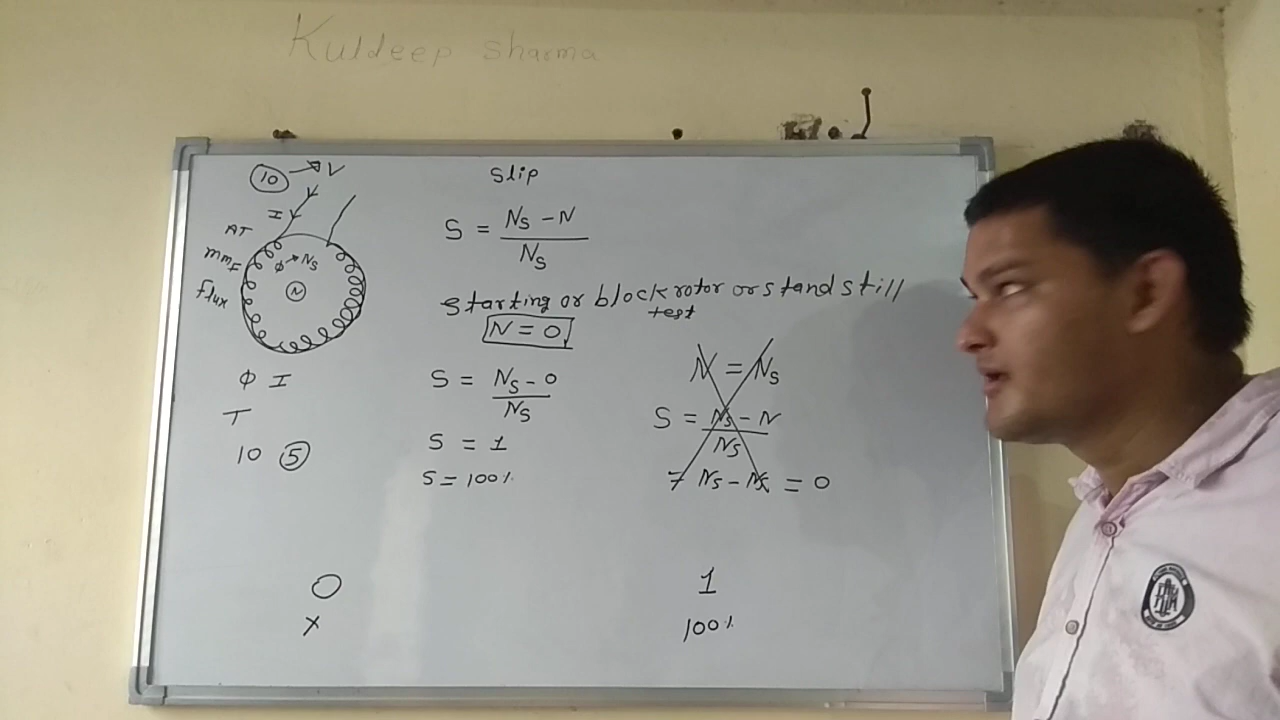 Kuldeep Sharma
10 → V
I
AT
mmf
flux
Φ → NS
N
Φ I
T
10 5
Slip
S = NS - N / NS
Starting or block rotor or stand still
test
N = 0
S = NS - 0 / NS
S = 1
S = 100%
N = NS
S = NS - N / NS
= NS - NS = 0
0
X
1
100%